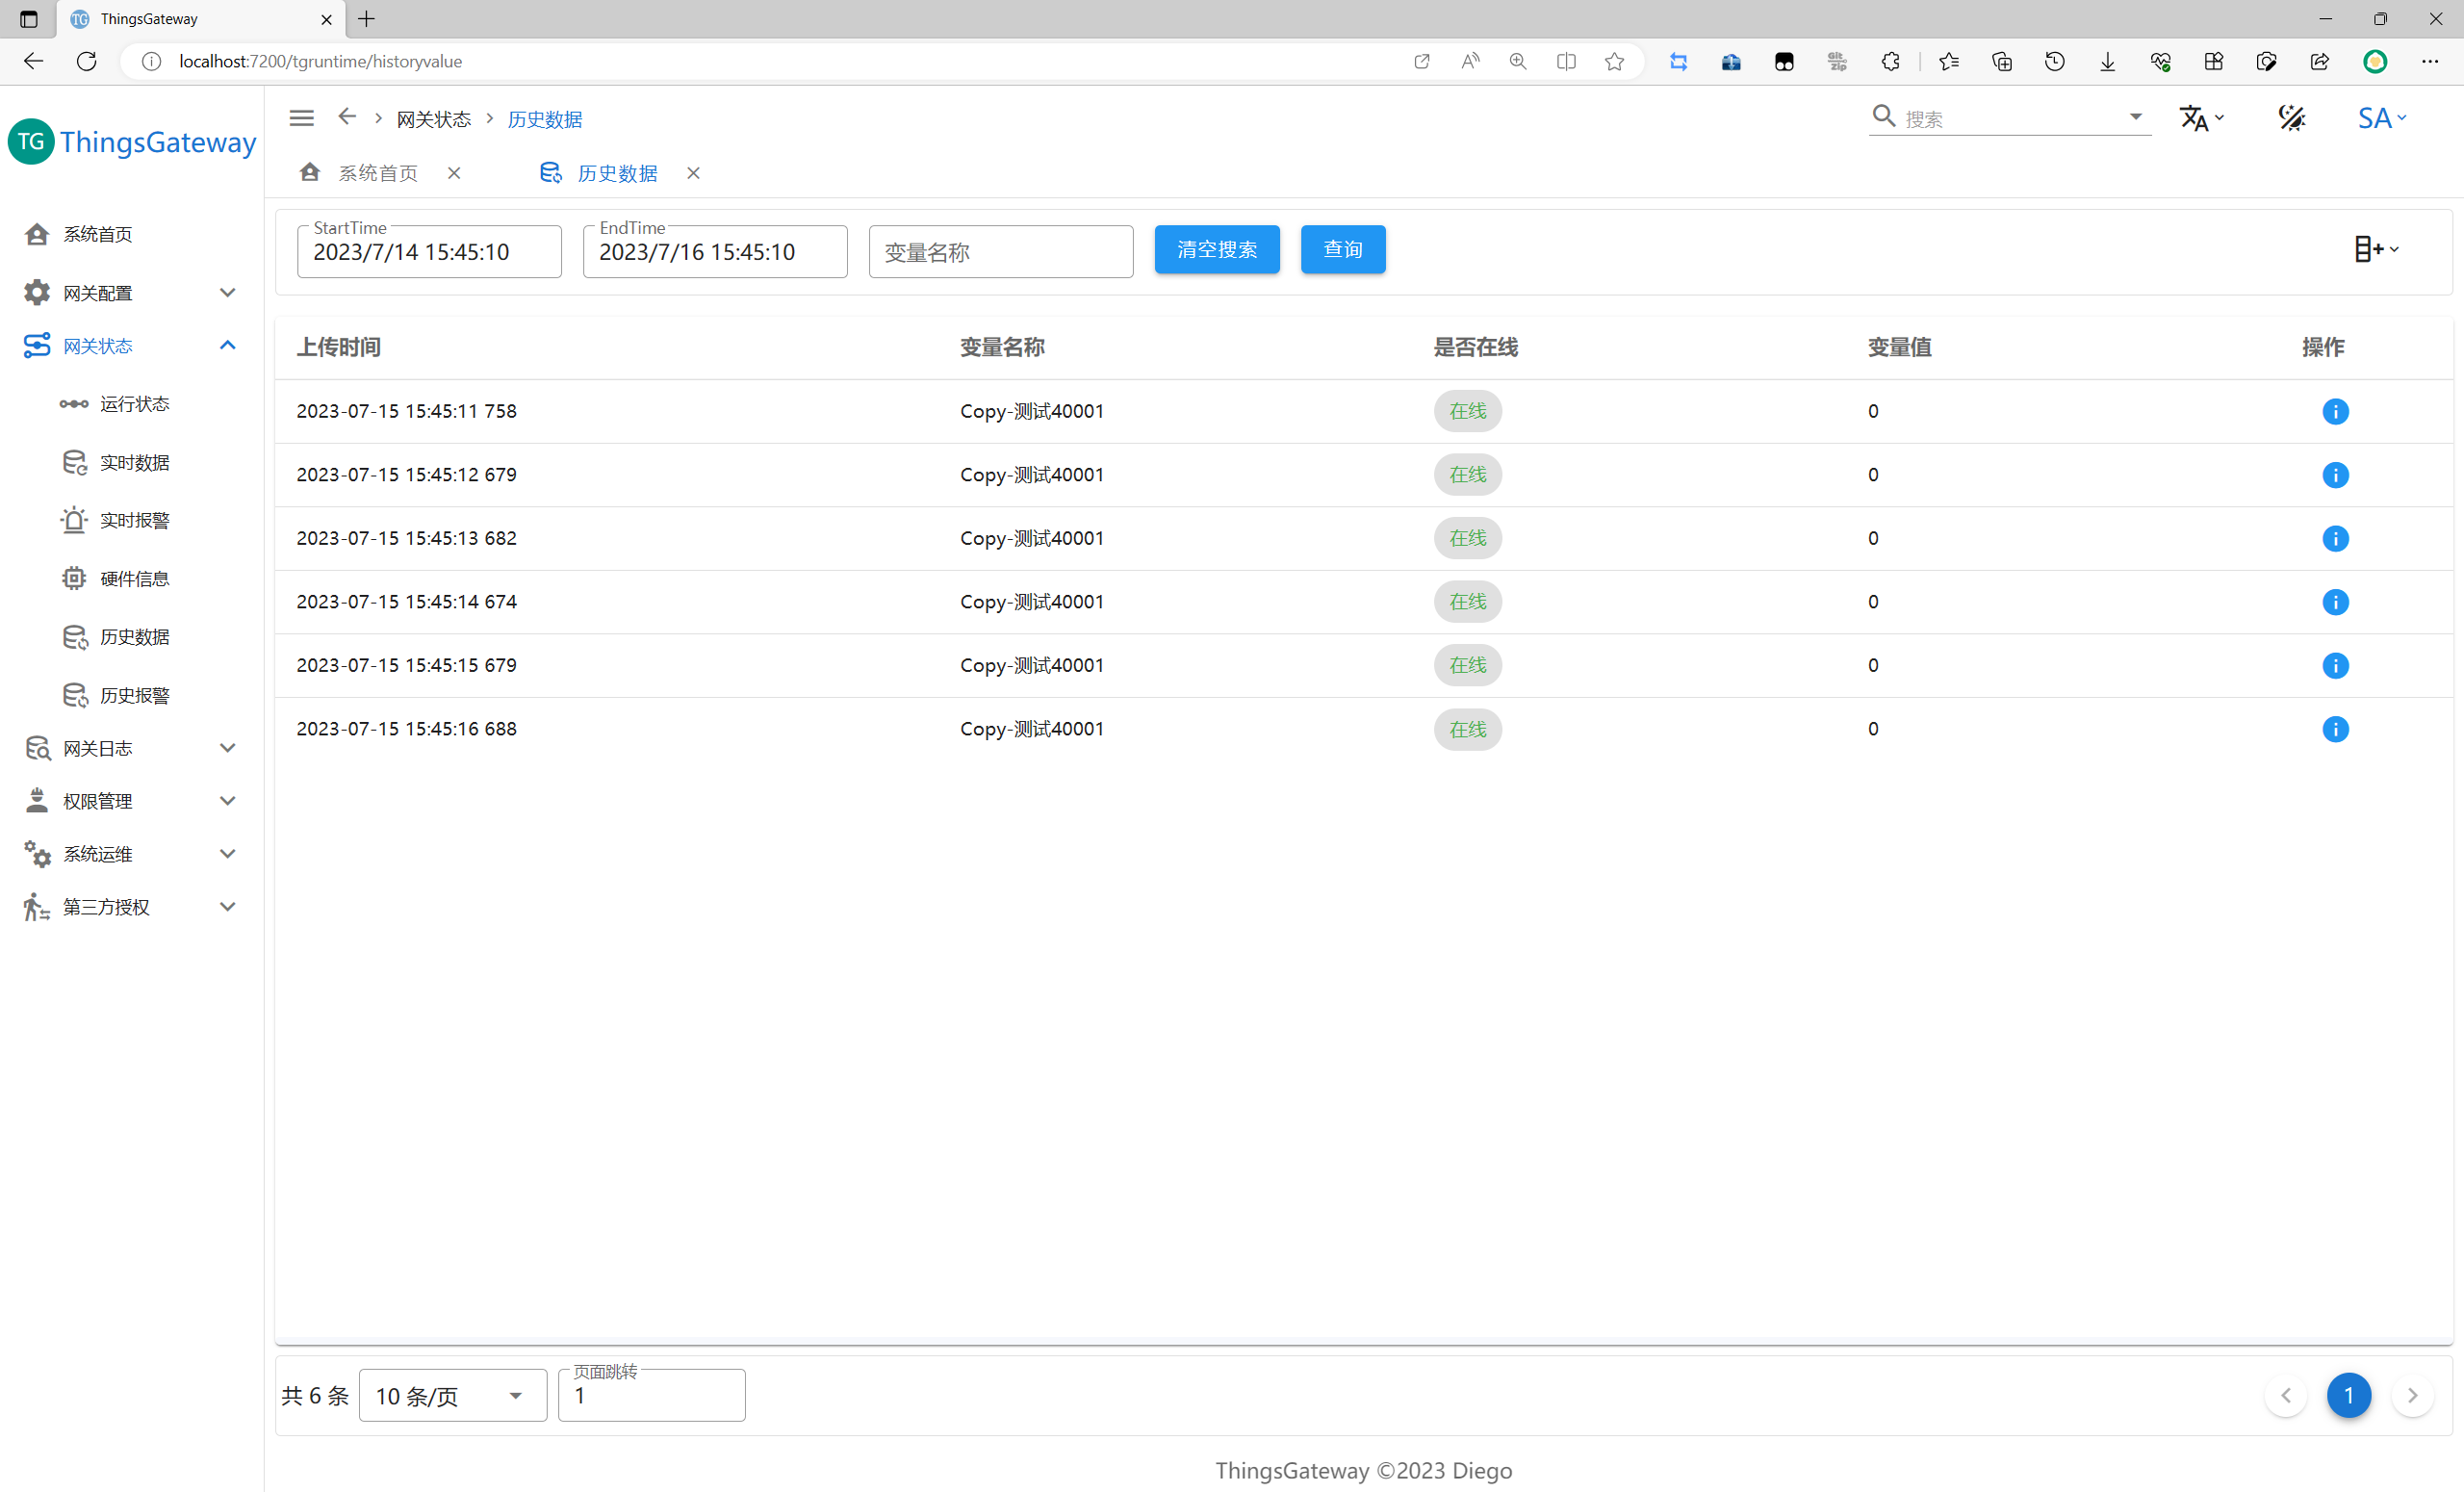 ThingsGateway
localhost:7200/tgruntime/historyvalue
TG ThingsGateway
网关状态 历史数据
搜索
SA
系统首页 历史数据
系统首页
网关配置
网关状态
运行状态
实时数据
实时报警
硬件信息
历史数据
历史报警
网关日志
权限管理
系统运维
第三方授权
StartTime
2023/7/14 15:45:10
EndTime
2023/7/16 15:45:10
变量名称
清空搜索
查询
上传时间 变量名称 是否在线 变量值 操作
2023-07-15 15:45:11 758 Copy-测试40001 在线 0
2023-07-15 15:45:12 679 Copy-测试40001 在线 0
2023-07-15 15:45:13 682 Copy-测试40001 在线 0
2023-07-15 15:45:14 674 Copy-测试40001 在线 0
2023-07-15 15:45:15 679 Copy-测试40001 在线 0
2023-07-15 15:45:16 688 Copy-测试40001 在线 0
共 6 条
10 条/页
页面跳转
1
1
ThingsGateway ©2023 Diego